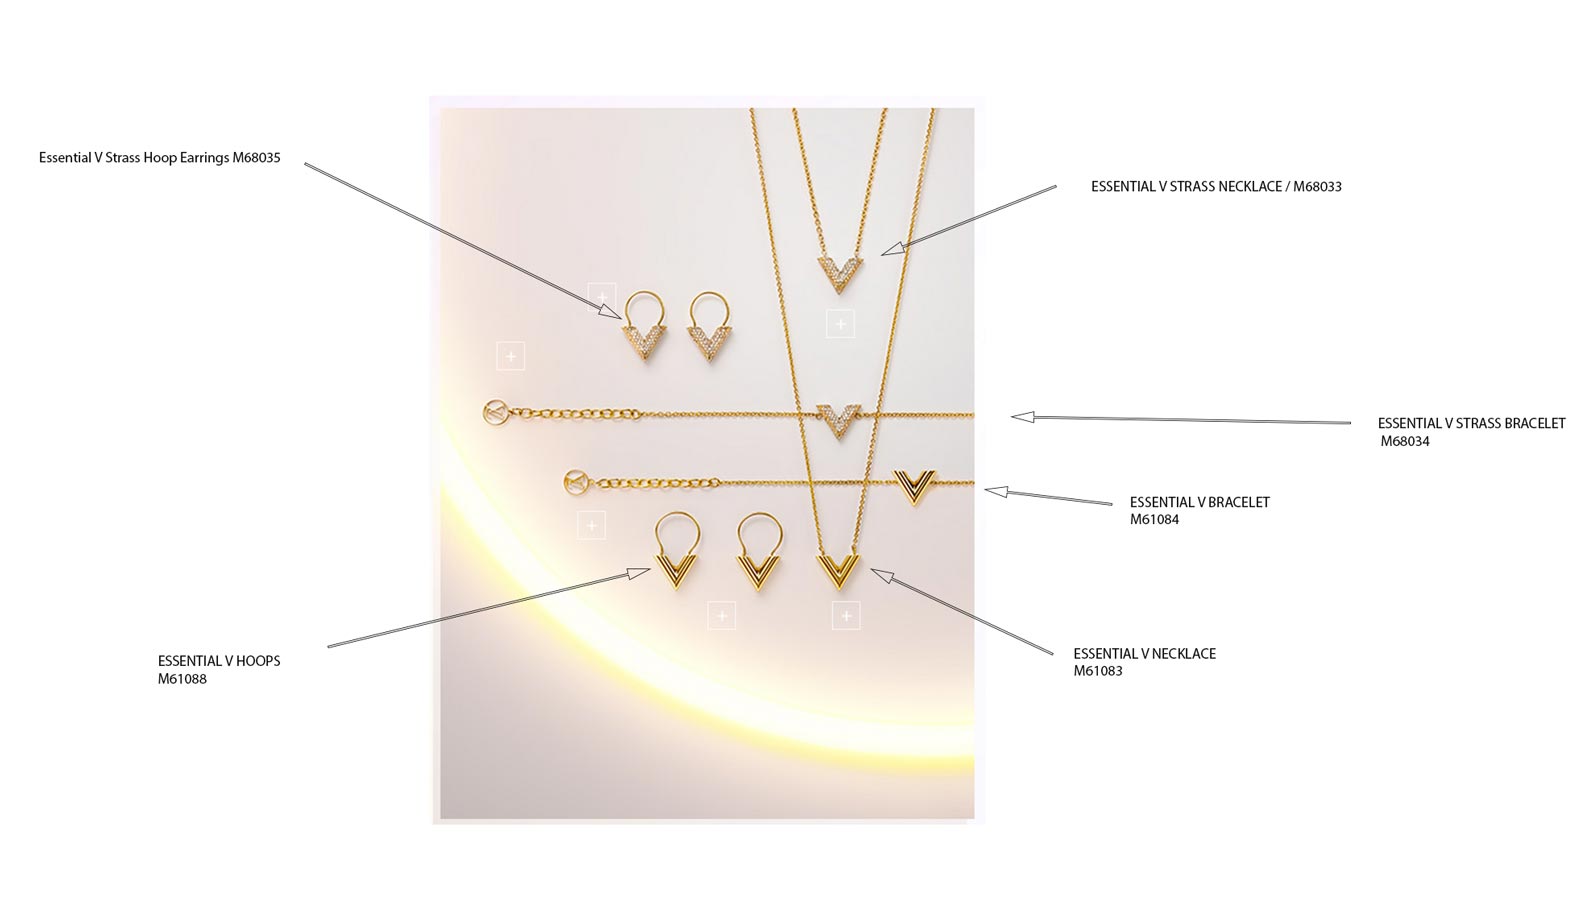 Essential V Strass Hoop Earrings M68035
ESSENTIAL V STRASS NECKLACE / M68033
ESSENTIAL V STRASS BRACELET
M68034
ESSENTIAL V BRACELET
M61084
ESSENTIAL V HOOPS
M61088
ESSENTIAL V NECKLACE
M61083